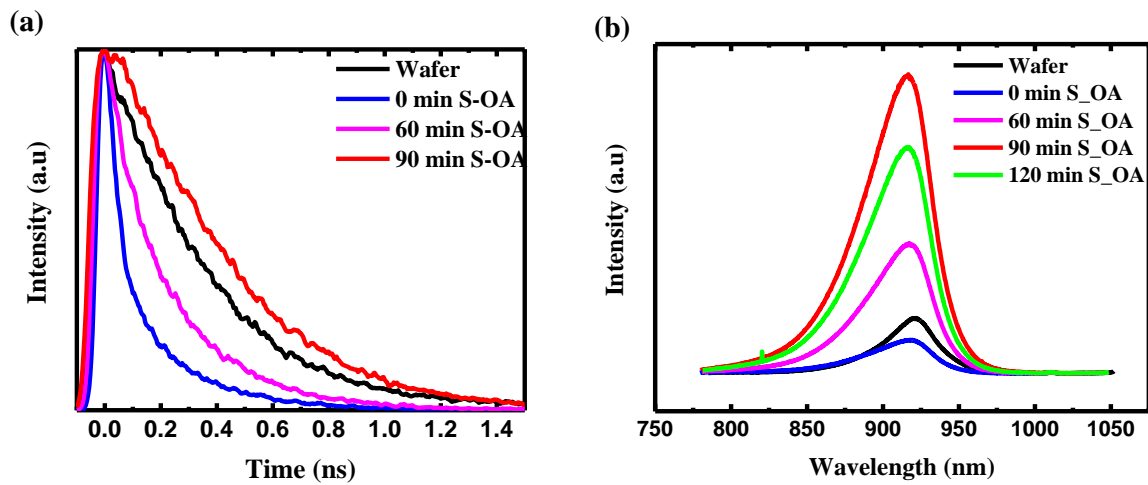 (a)
Wafer
0 min S-OA
60 min S-OA
90 min S-OA
Intensity (a.u)
0.0 0.2 0.4 0.6 0.8 1.0 1.2 1.4
Time (ns)
(b)
Wafer
0 min S_OA
60 min S_OA
90 min S_OA
120 min S_OA
Intensity (a.u)
750 800 850 900 950 1000 1050
Wavelength (nm)